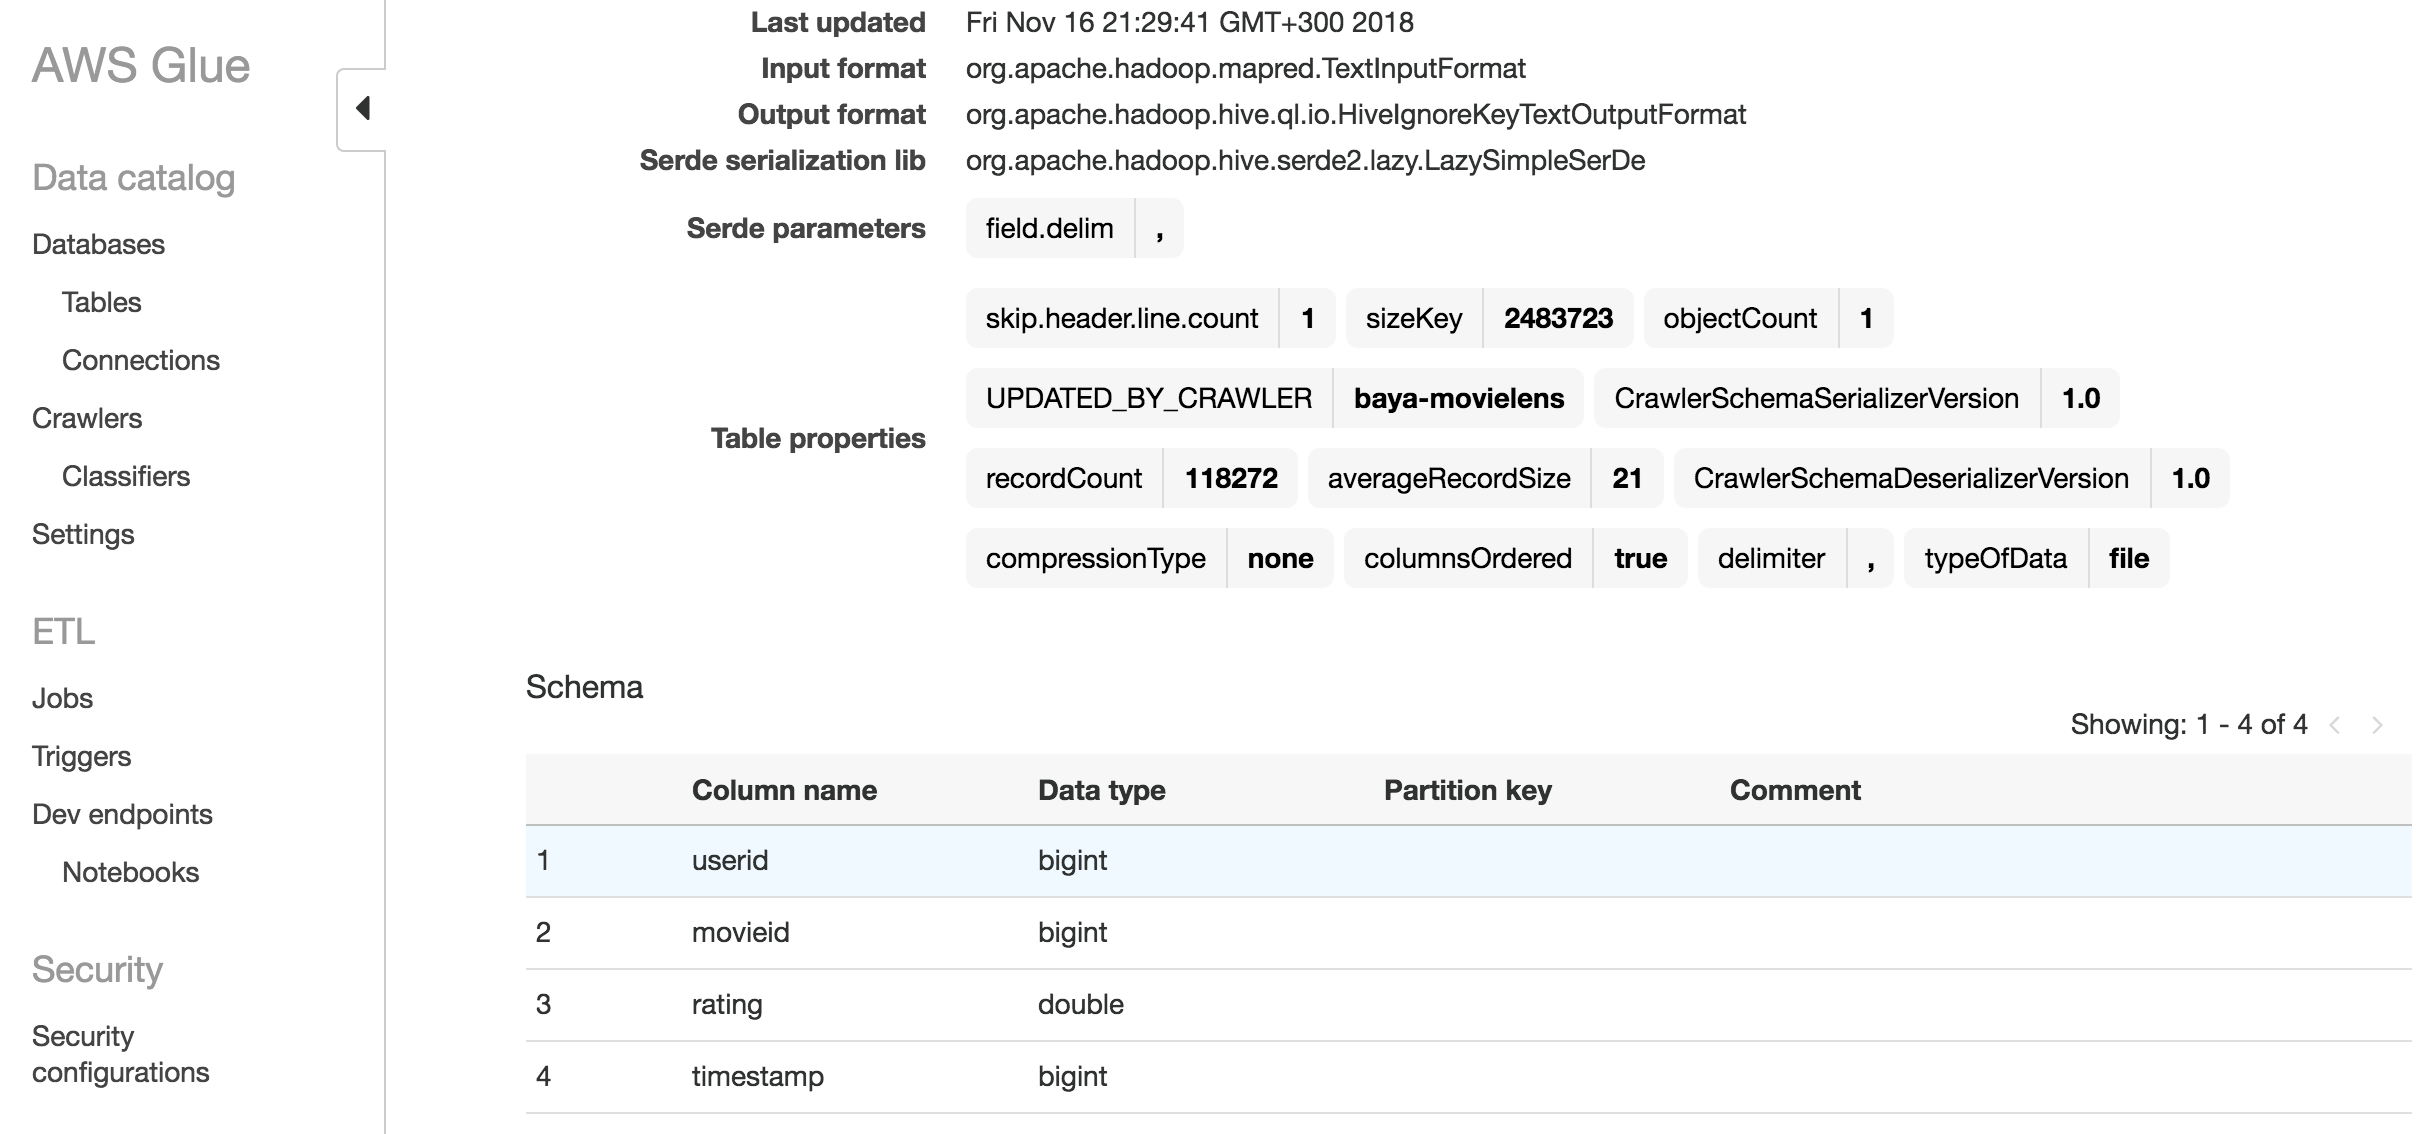 AWS Glue
Data catalog
Databases
Tables
Connections
Crawlers
Classifiers
Settings
ETL
Jobs
Triggers
Dev endpoints
Notebooks
Security
Security
configurations
Last updated Fri Nov 16 21:29:41 GMT+300 2018
Input format org.apache.hadoop.mapred.TextInputFormat
Output format org.apache.hadoop.hive.ql.io.HiveIgnoreKeyTextOutputFormat
Serde serialization lib org.apache.hadoop.hive.serde2.lazy.LazySimpleSerDe
Serde parameters field.delim ,
skip.header.line.count 1 sizeKey 2483723 objectCount 1
UPDATED_BY_CRAWLER baya-movielens CrawlerSchemaSerializerVersion 1.0
Table properties
recordCount 118272 averageRecordSize 21 CrawlerSchemaDeserializerVersion 1.0
compressionType none columnsOrdered true delimiter , typeOfData file
Schema
Showing: 1 - 4 of 4 < >
Column name Data type Partition key Comment
1 userid bigint
2 movieid bigint
3 rating double
4 timestamp bigint